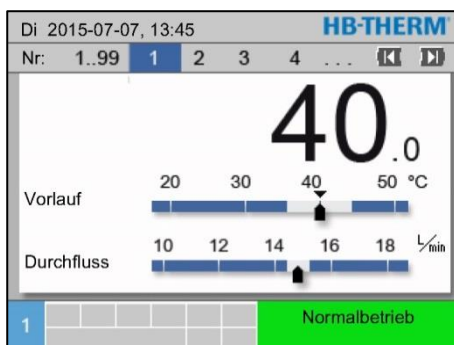 Di 2015-07-07, 13:45 HB-THERM
Nr: 1..99 1 2 3 4 ...
40.0
20 30 40 50 °C
Vorlauf
10 12 14 16 18 L/min
Durchfluss
1 Normalbetrieb